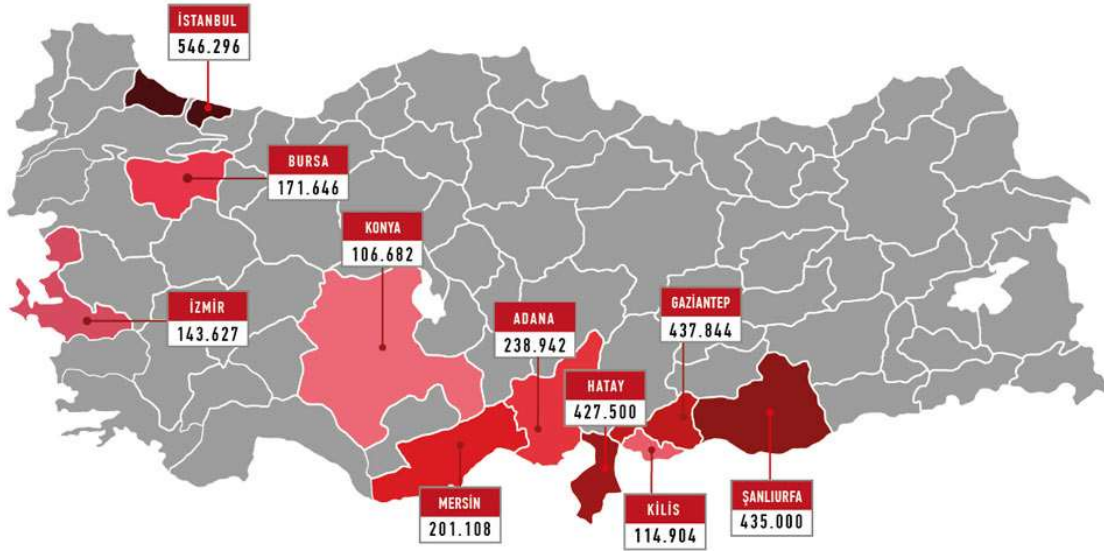 İSTANBUL
546.296
BURSA
171.646
KONYA
106.682
İZMİR
143.627
ADANA
238.942
GAZİANTEP
437.844
HATAY
427.500
MERSİN
201.108
KİLİS
114.904
ŞANLIURFA
435.000